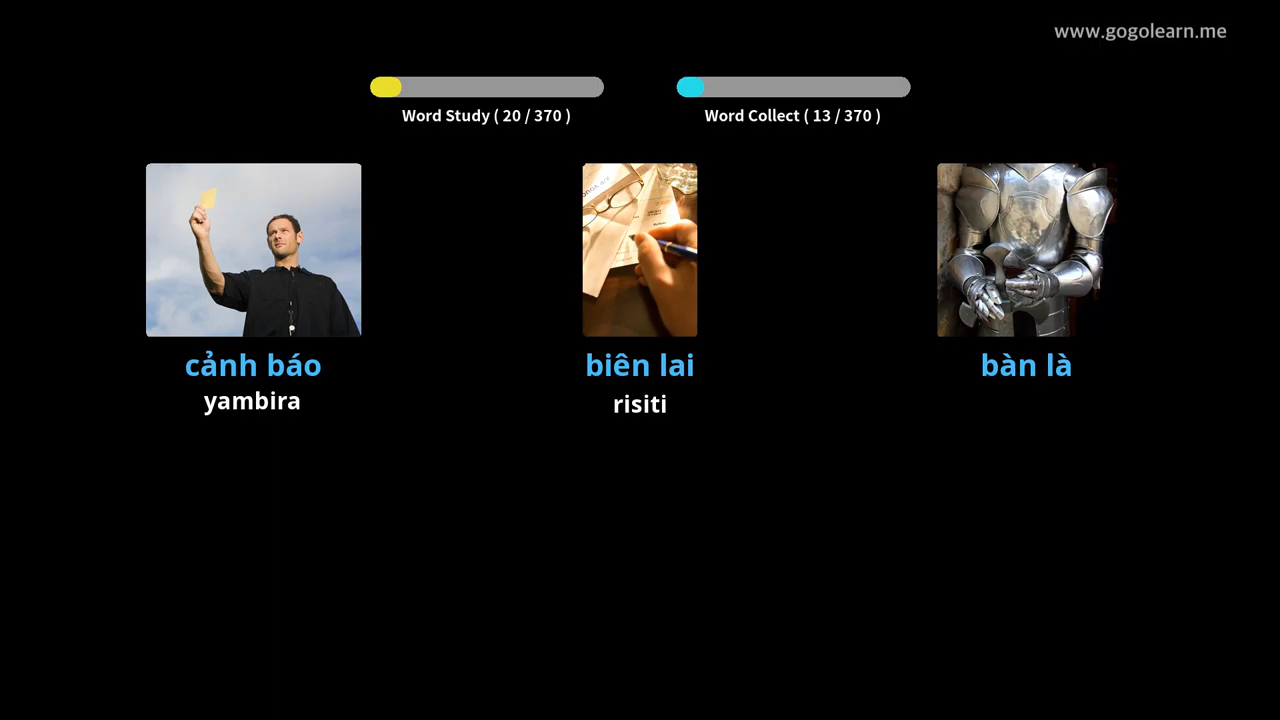 www.gogolearn.me
Word Study ( 20 / 370 )
Word Collect ( 13 / 370 )
cảnh báo
yambira
biên lai
risiti
bàn là